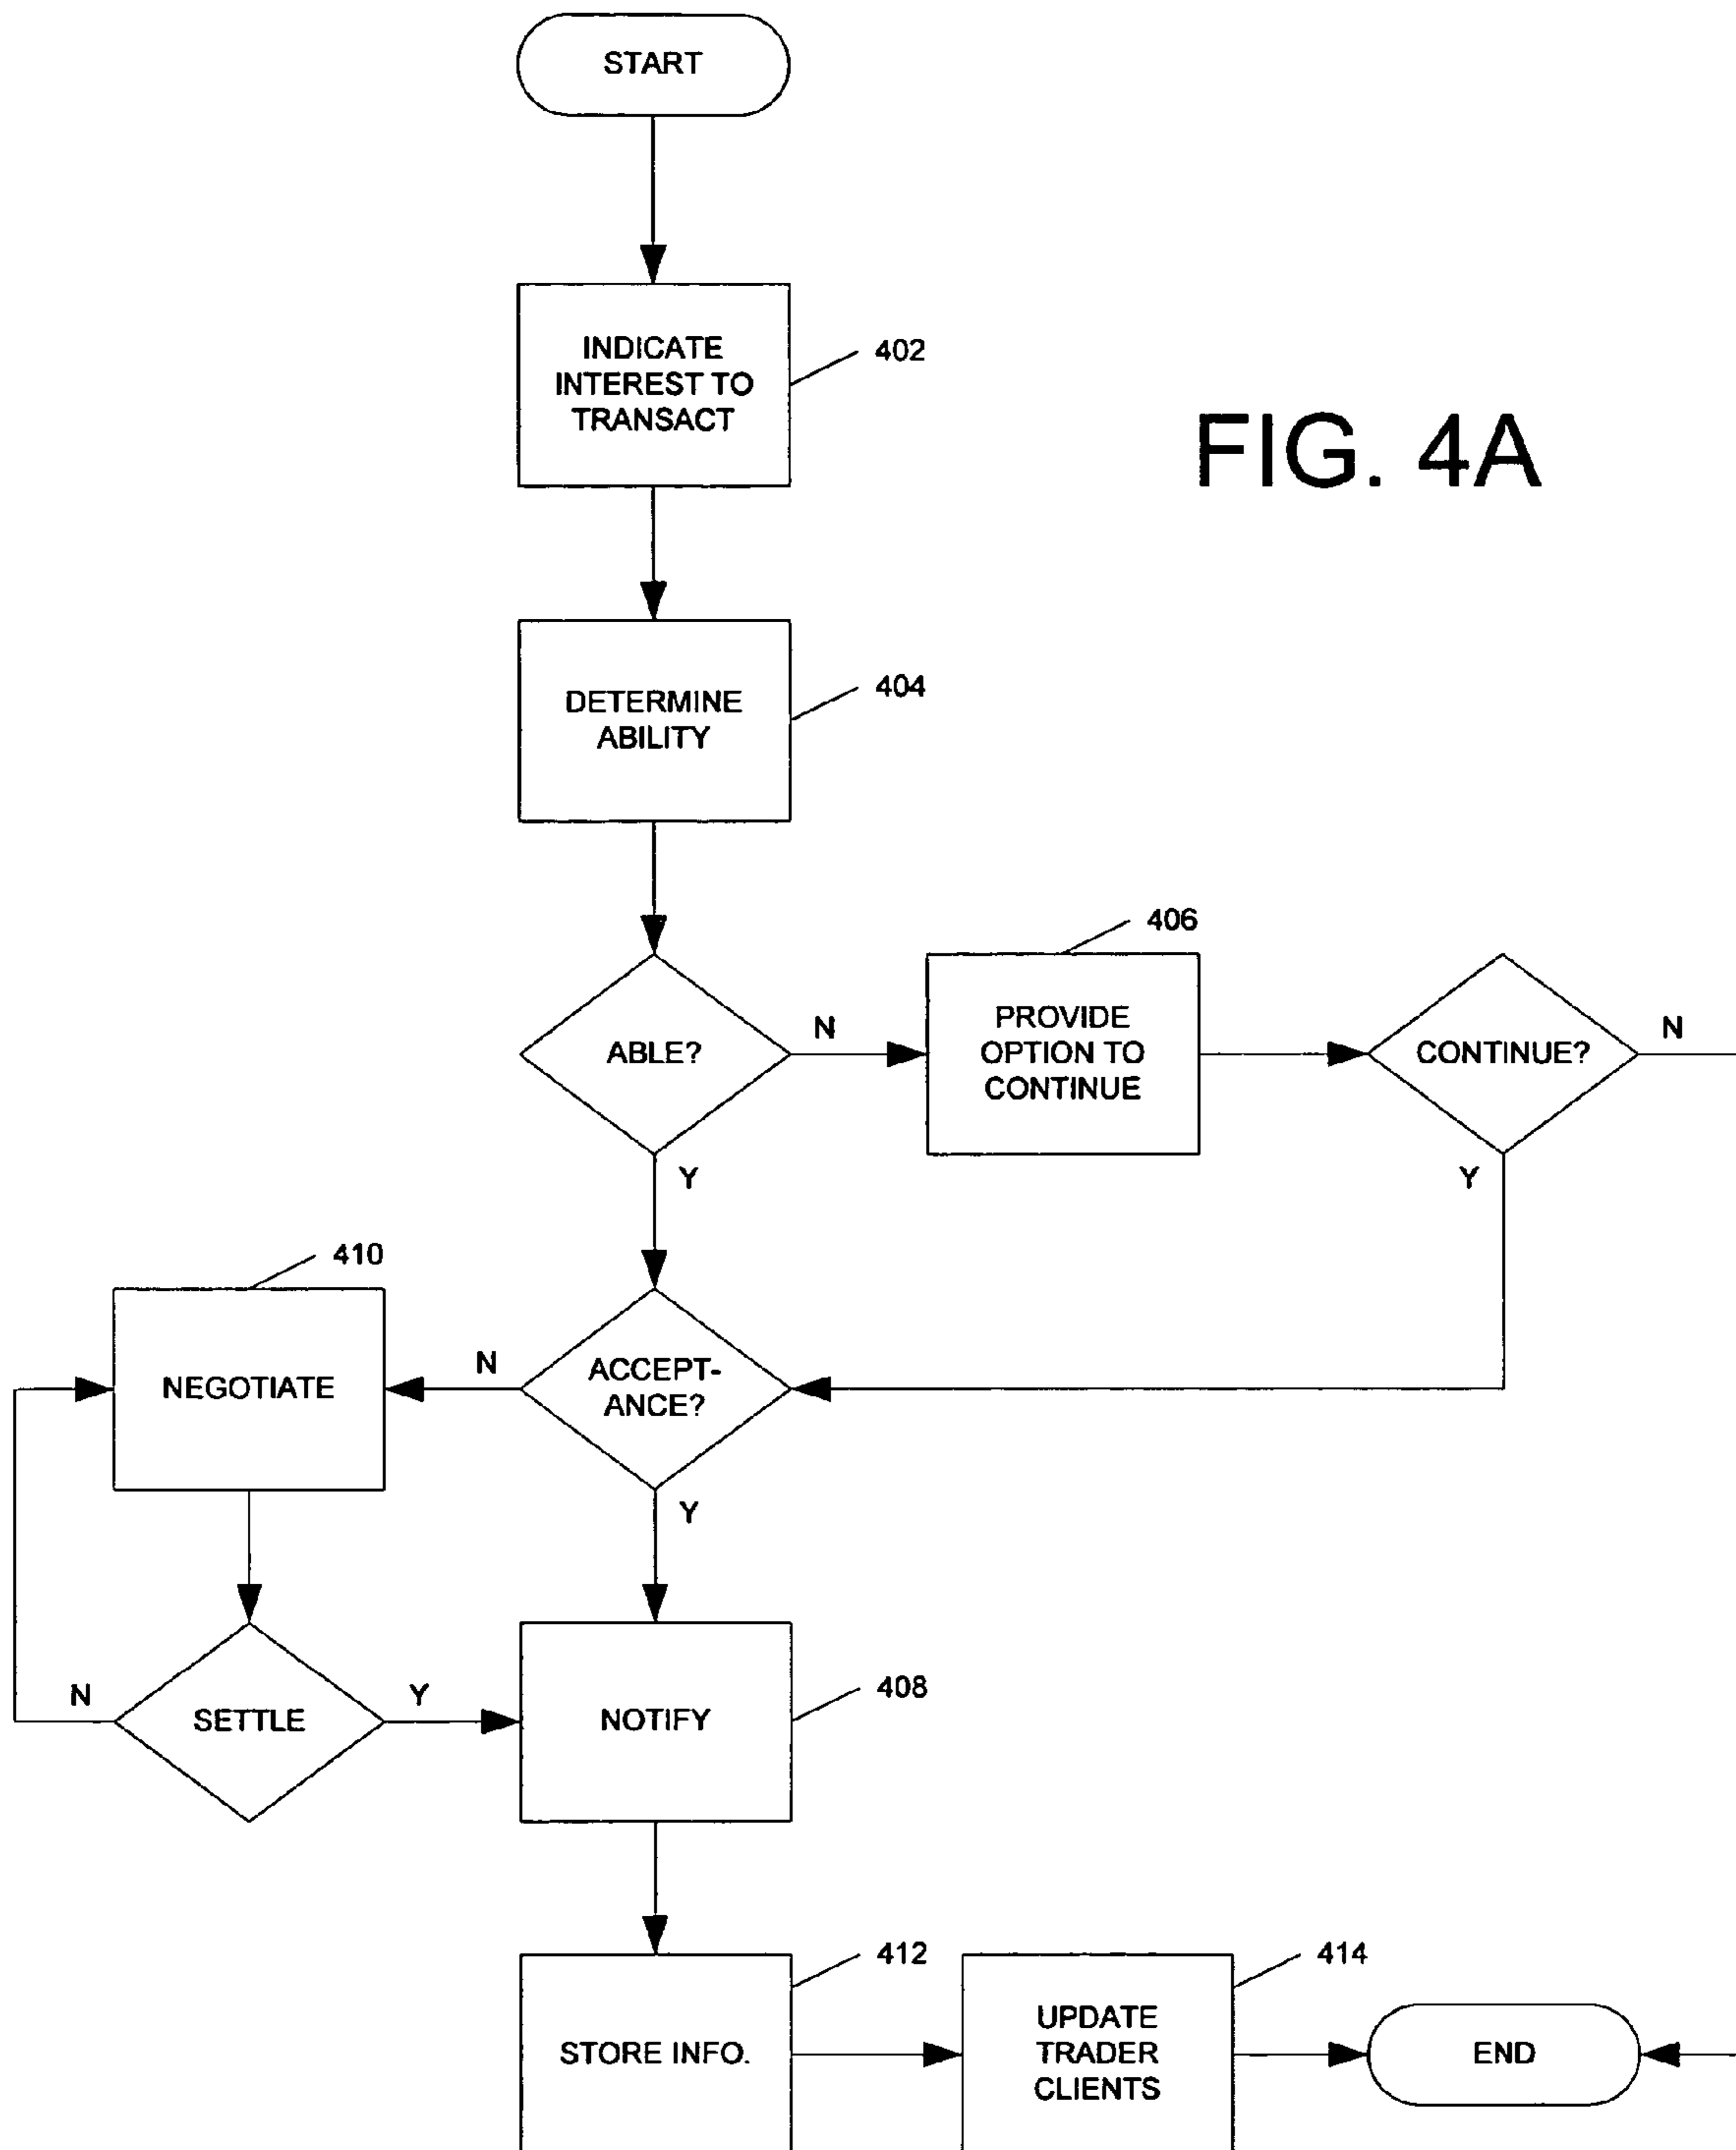 START
INDICATE
INTEREST TO
TRANSACT
402
FIG. 4A
DETERMINE
ABILITY
404
406
ABLE?
N
PROVIDE
OPTION TO
CONTINUE
CONTINUE?
N
Y
Y
410
NEGOTIATE
N
ACCEPT-
ANCE?
Y
N
SETTLE
Y
NOTIFY
408
412
STORE INFO.
414
UPDATE
TRADER
CLIENTS
END